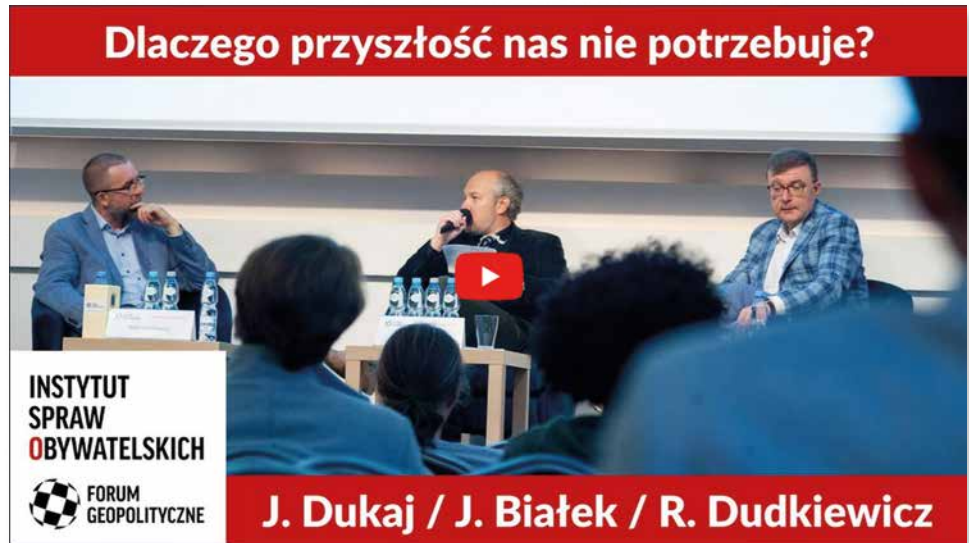 Dlaczego przyszłość nas nie potrzebuje?
INSTYTUT
SPRAW
OBYWATELSKICH
FORUM
GEOPOLITYCZNE
J. Dukaj / J. Białek / R. Dudkiewicz